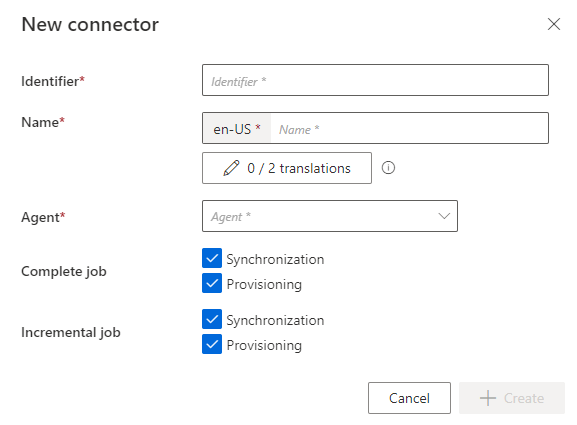 New connector
Identifier* Identifier *
Name* en-US * Name *
0 / 2 translations
Agent* Agent *
Complete job Synchronization
Provisioning
Incremental job Synchronization
Provisioning
Cancel Create